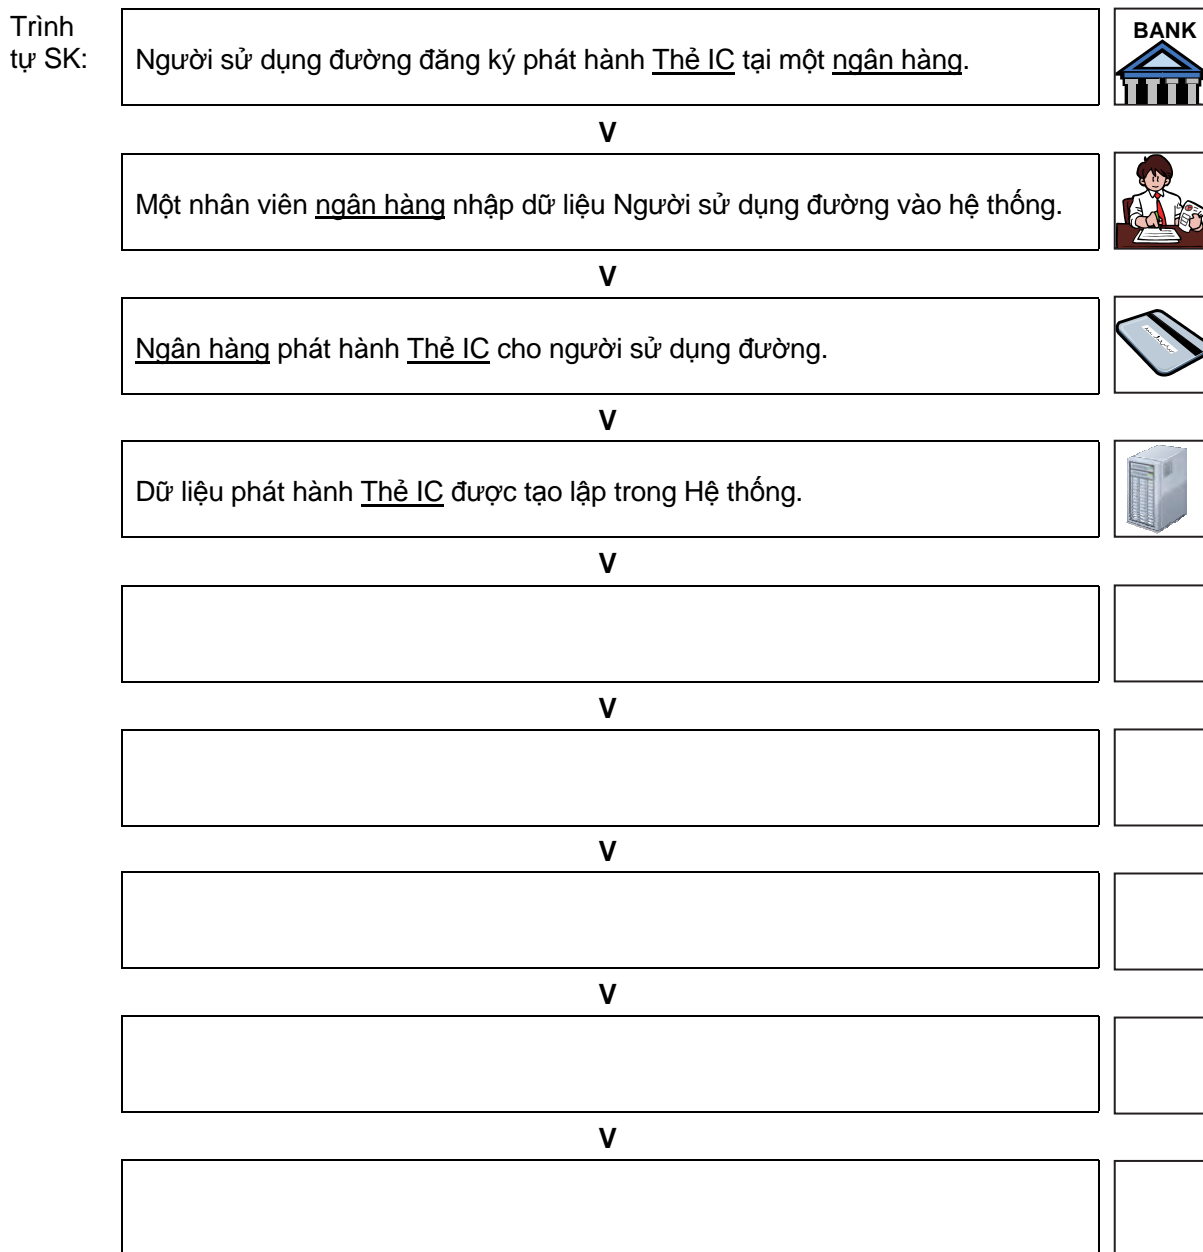 Trình
tự SK:
Người sử dụng đường đăng ký phát hành Thẻ IC tại một ngân hàng.
BANK
V
Một nhân viên ngân hàng nhập dữ liệu Người sử dụng đường vào hệ thống.
V
Ngân hàng phát hành Thẻ IC cho người sử dụng đường.
V
Dữ liệu phát hành Thẻ IC được tạo lập trong Hệ thống.
V
V
V
V
V